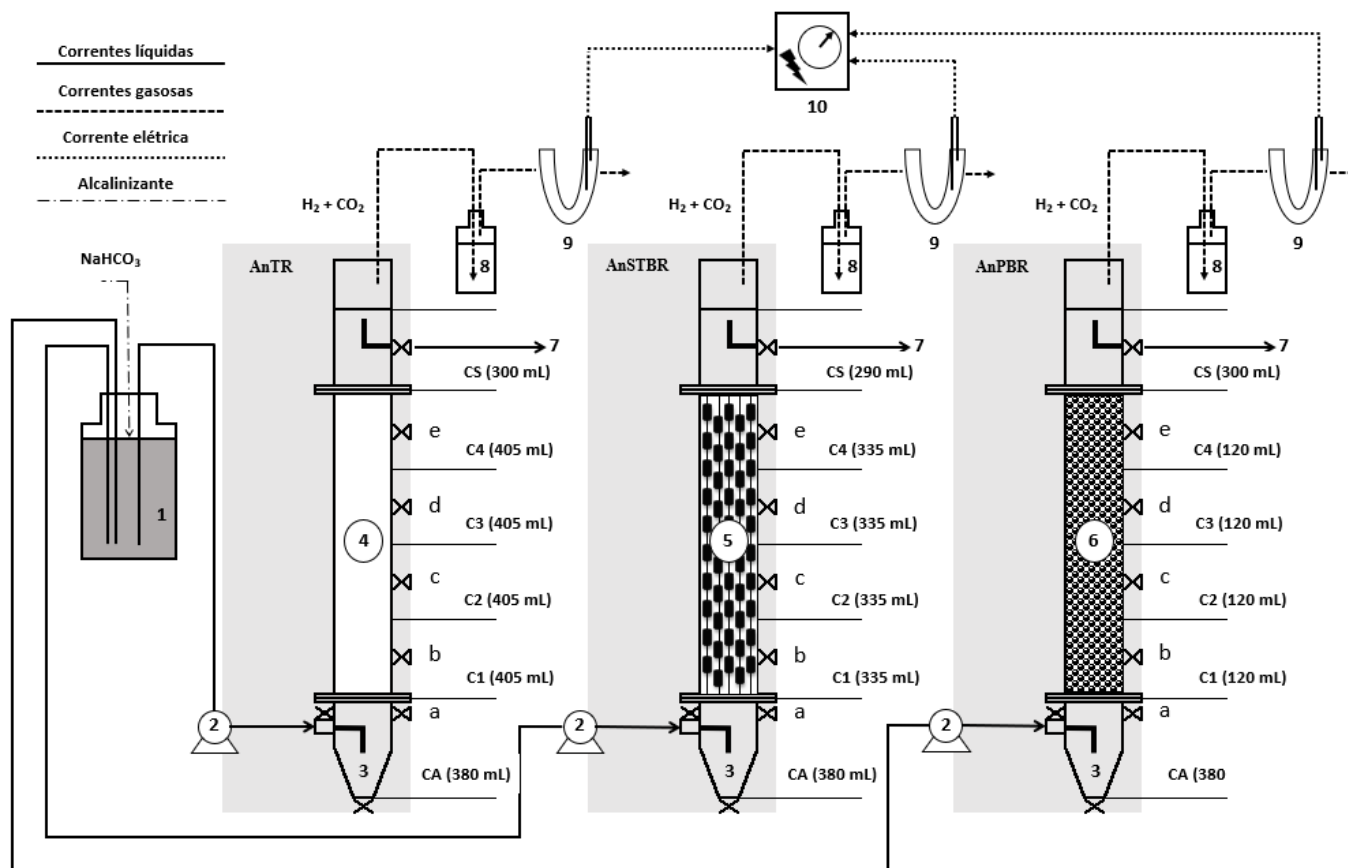 Correntes líquidas
Correntes gasosas
Corrente elétrica
Alcalinizante
10
H₂ + CO₂
H₂ + CO₂
H₂ + CO₂
9
9
9
8
8
8
NaHCO₃
AnTR
AnSTBR
AnPBR
7
7
7
CS (300 mL)
CS (290 mL)
CS (300 mL)
e
e
e
C4 (405 mL)
C4 (335 mL)
C4 (120 mL)
1
d
d
d
C3 (405 mL)
C3 (335 mL)
C3 (120 mL)
4
5
6
c
c
c
C2 (405 mL)
C2 (335 mL)
C2 (120 mL)
b
b
b
C1 (405 mL)
C1 (335 mL)
C1 (120 mL)
a
a
a
2
2
2
3
3
3
CA (380 mL)
CA (380 mL)
CA (380